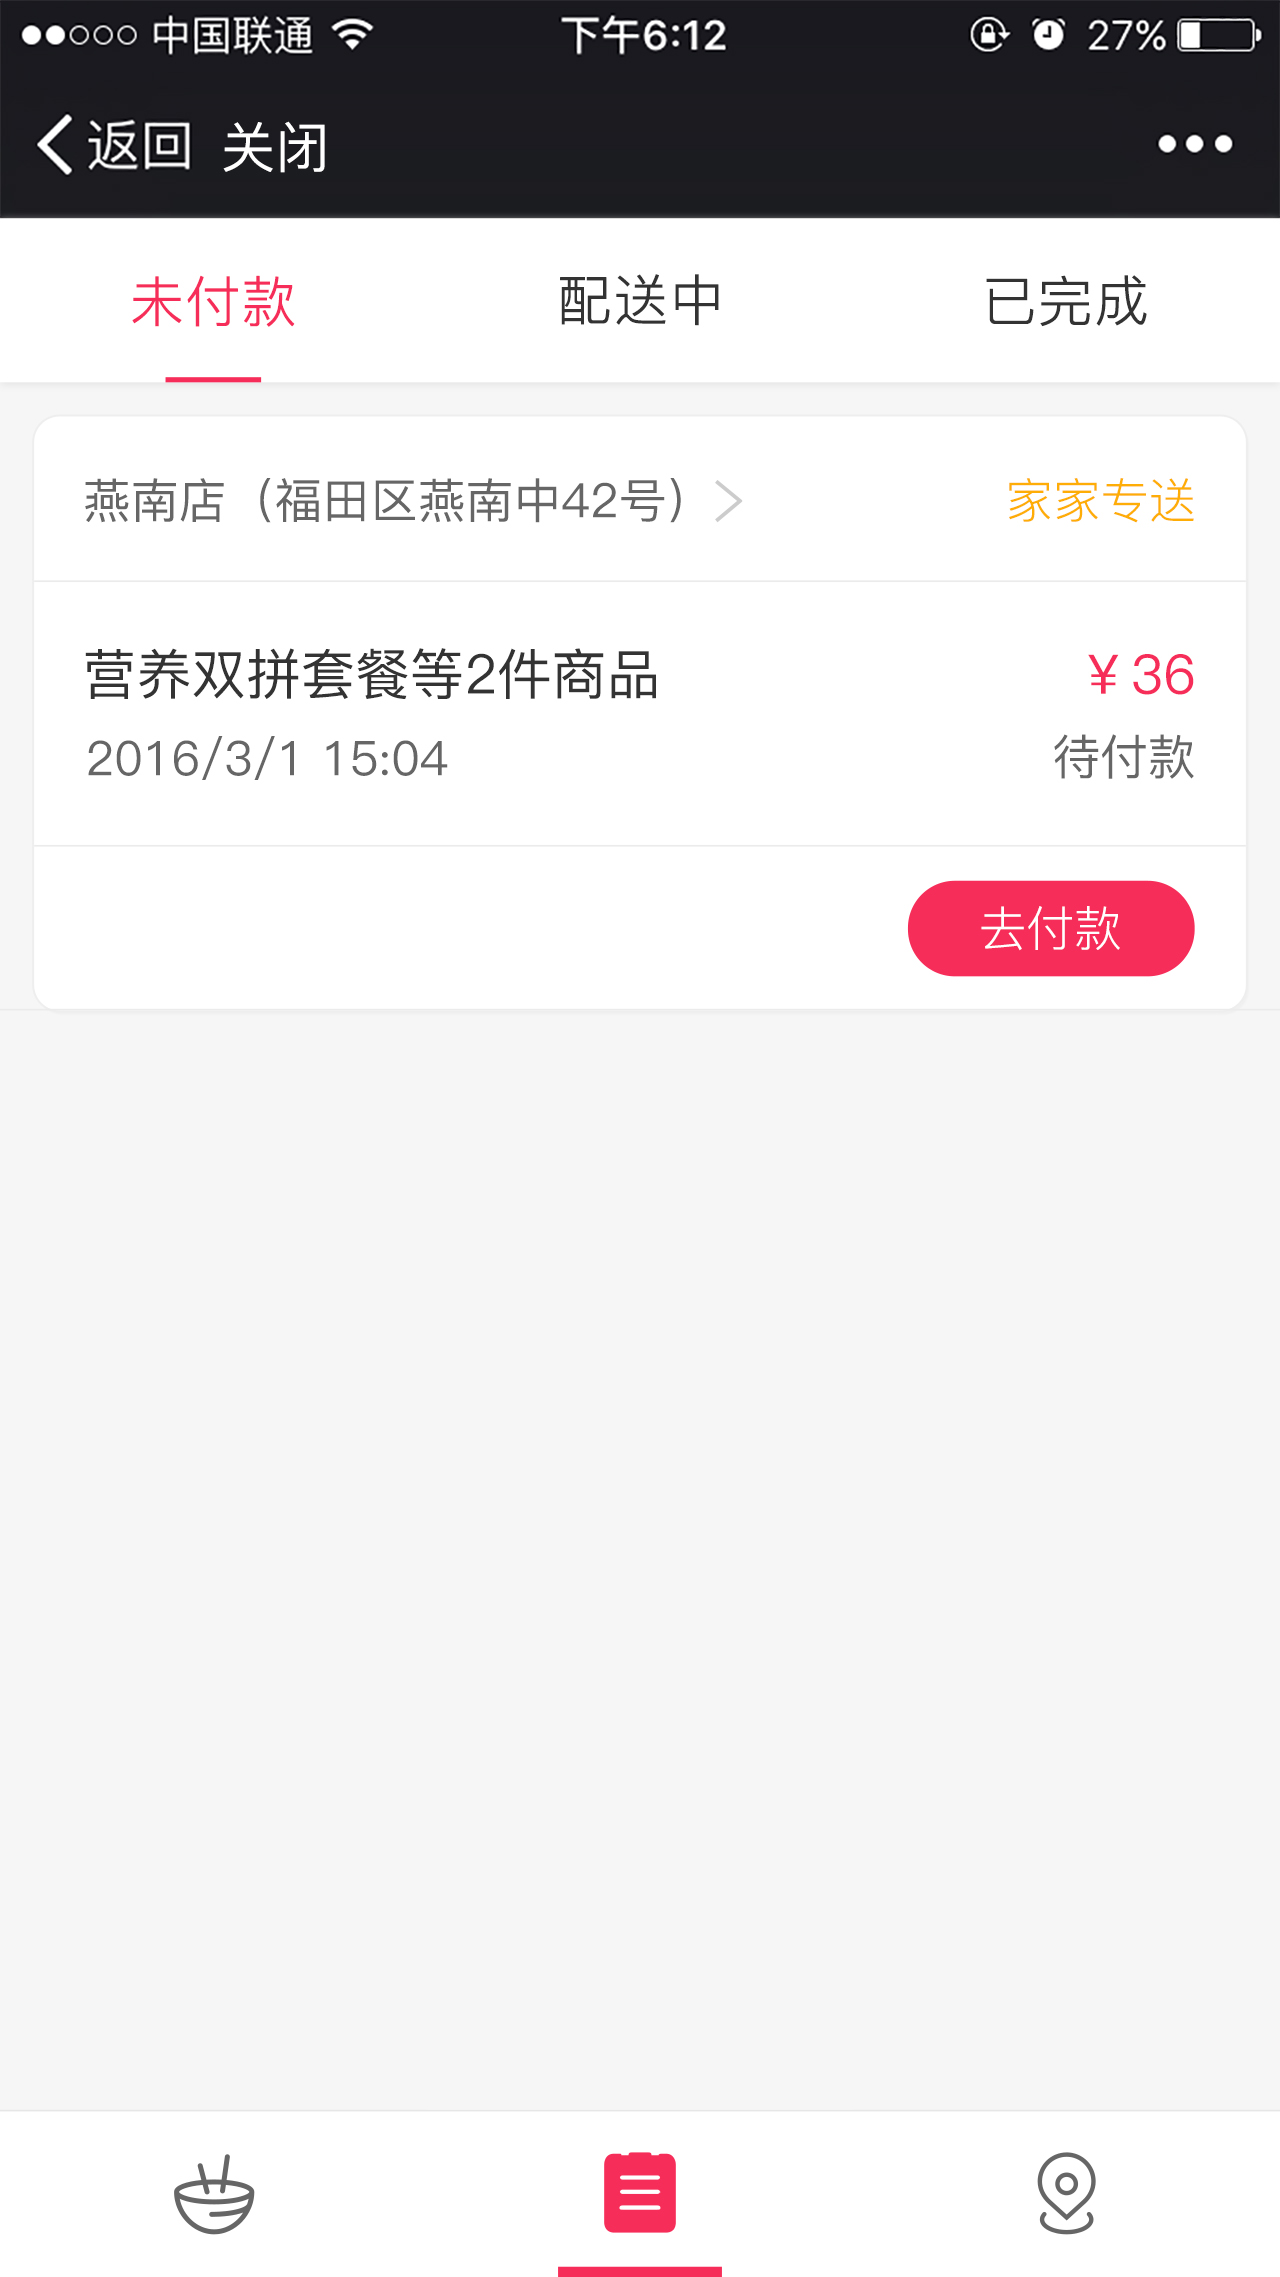 中国联通 下午6:12 27%
返回 关闭
未付款 配送中 已完成
燕南店（福田区燕南中42号） 家家专送
营养双拼套餐等2件商品 ¥36
2016/3/1 15:04 待付款
去付款